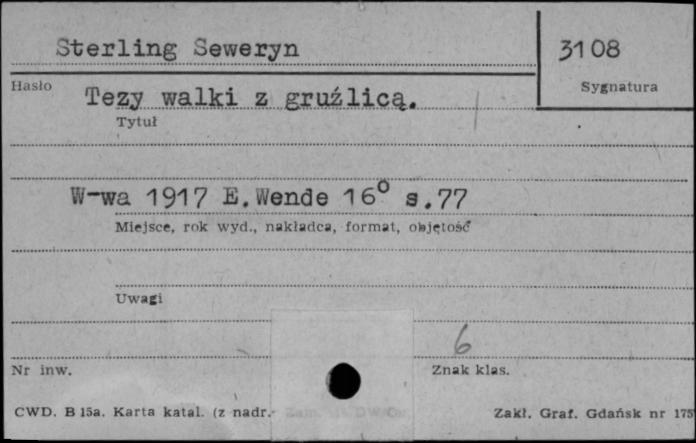 Sterling Seweryn
3108
Hasło
Sygnatura
Tezy walki z gruźlicą.
Tytuł
W-wa 1917 E.Wende 16° s.77
Miejsce, rok wyd., nakładca, format, objętość
Uwagi
6
Nr inw.
Znak klas.
CWD. B 15a. Karta katal. (z nadr.
Zakł. Graf. Gdańsk nr 175